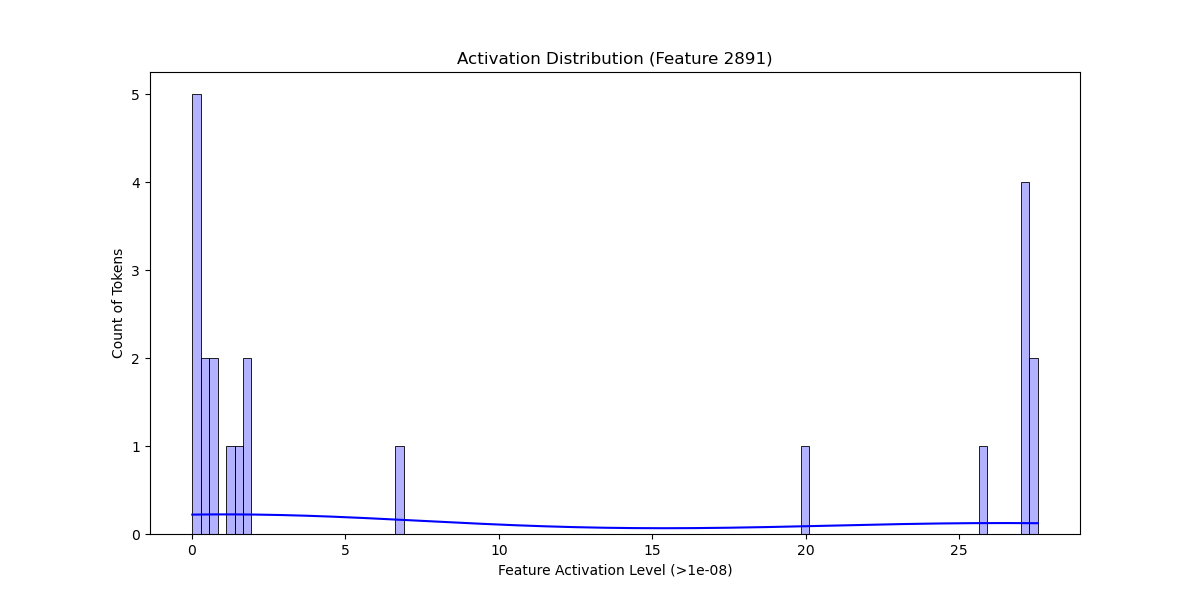 Activation Distribution (Feature 2891)
5
4
3
2
1
0
Count of Tokens
0 5 10 15 20 25
Feature Activation Level (>1e-08)